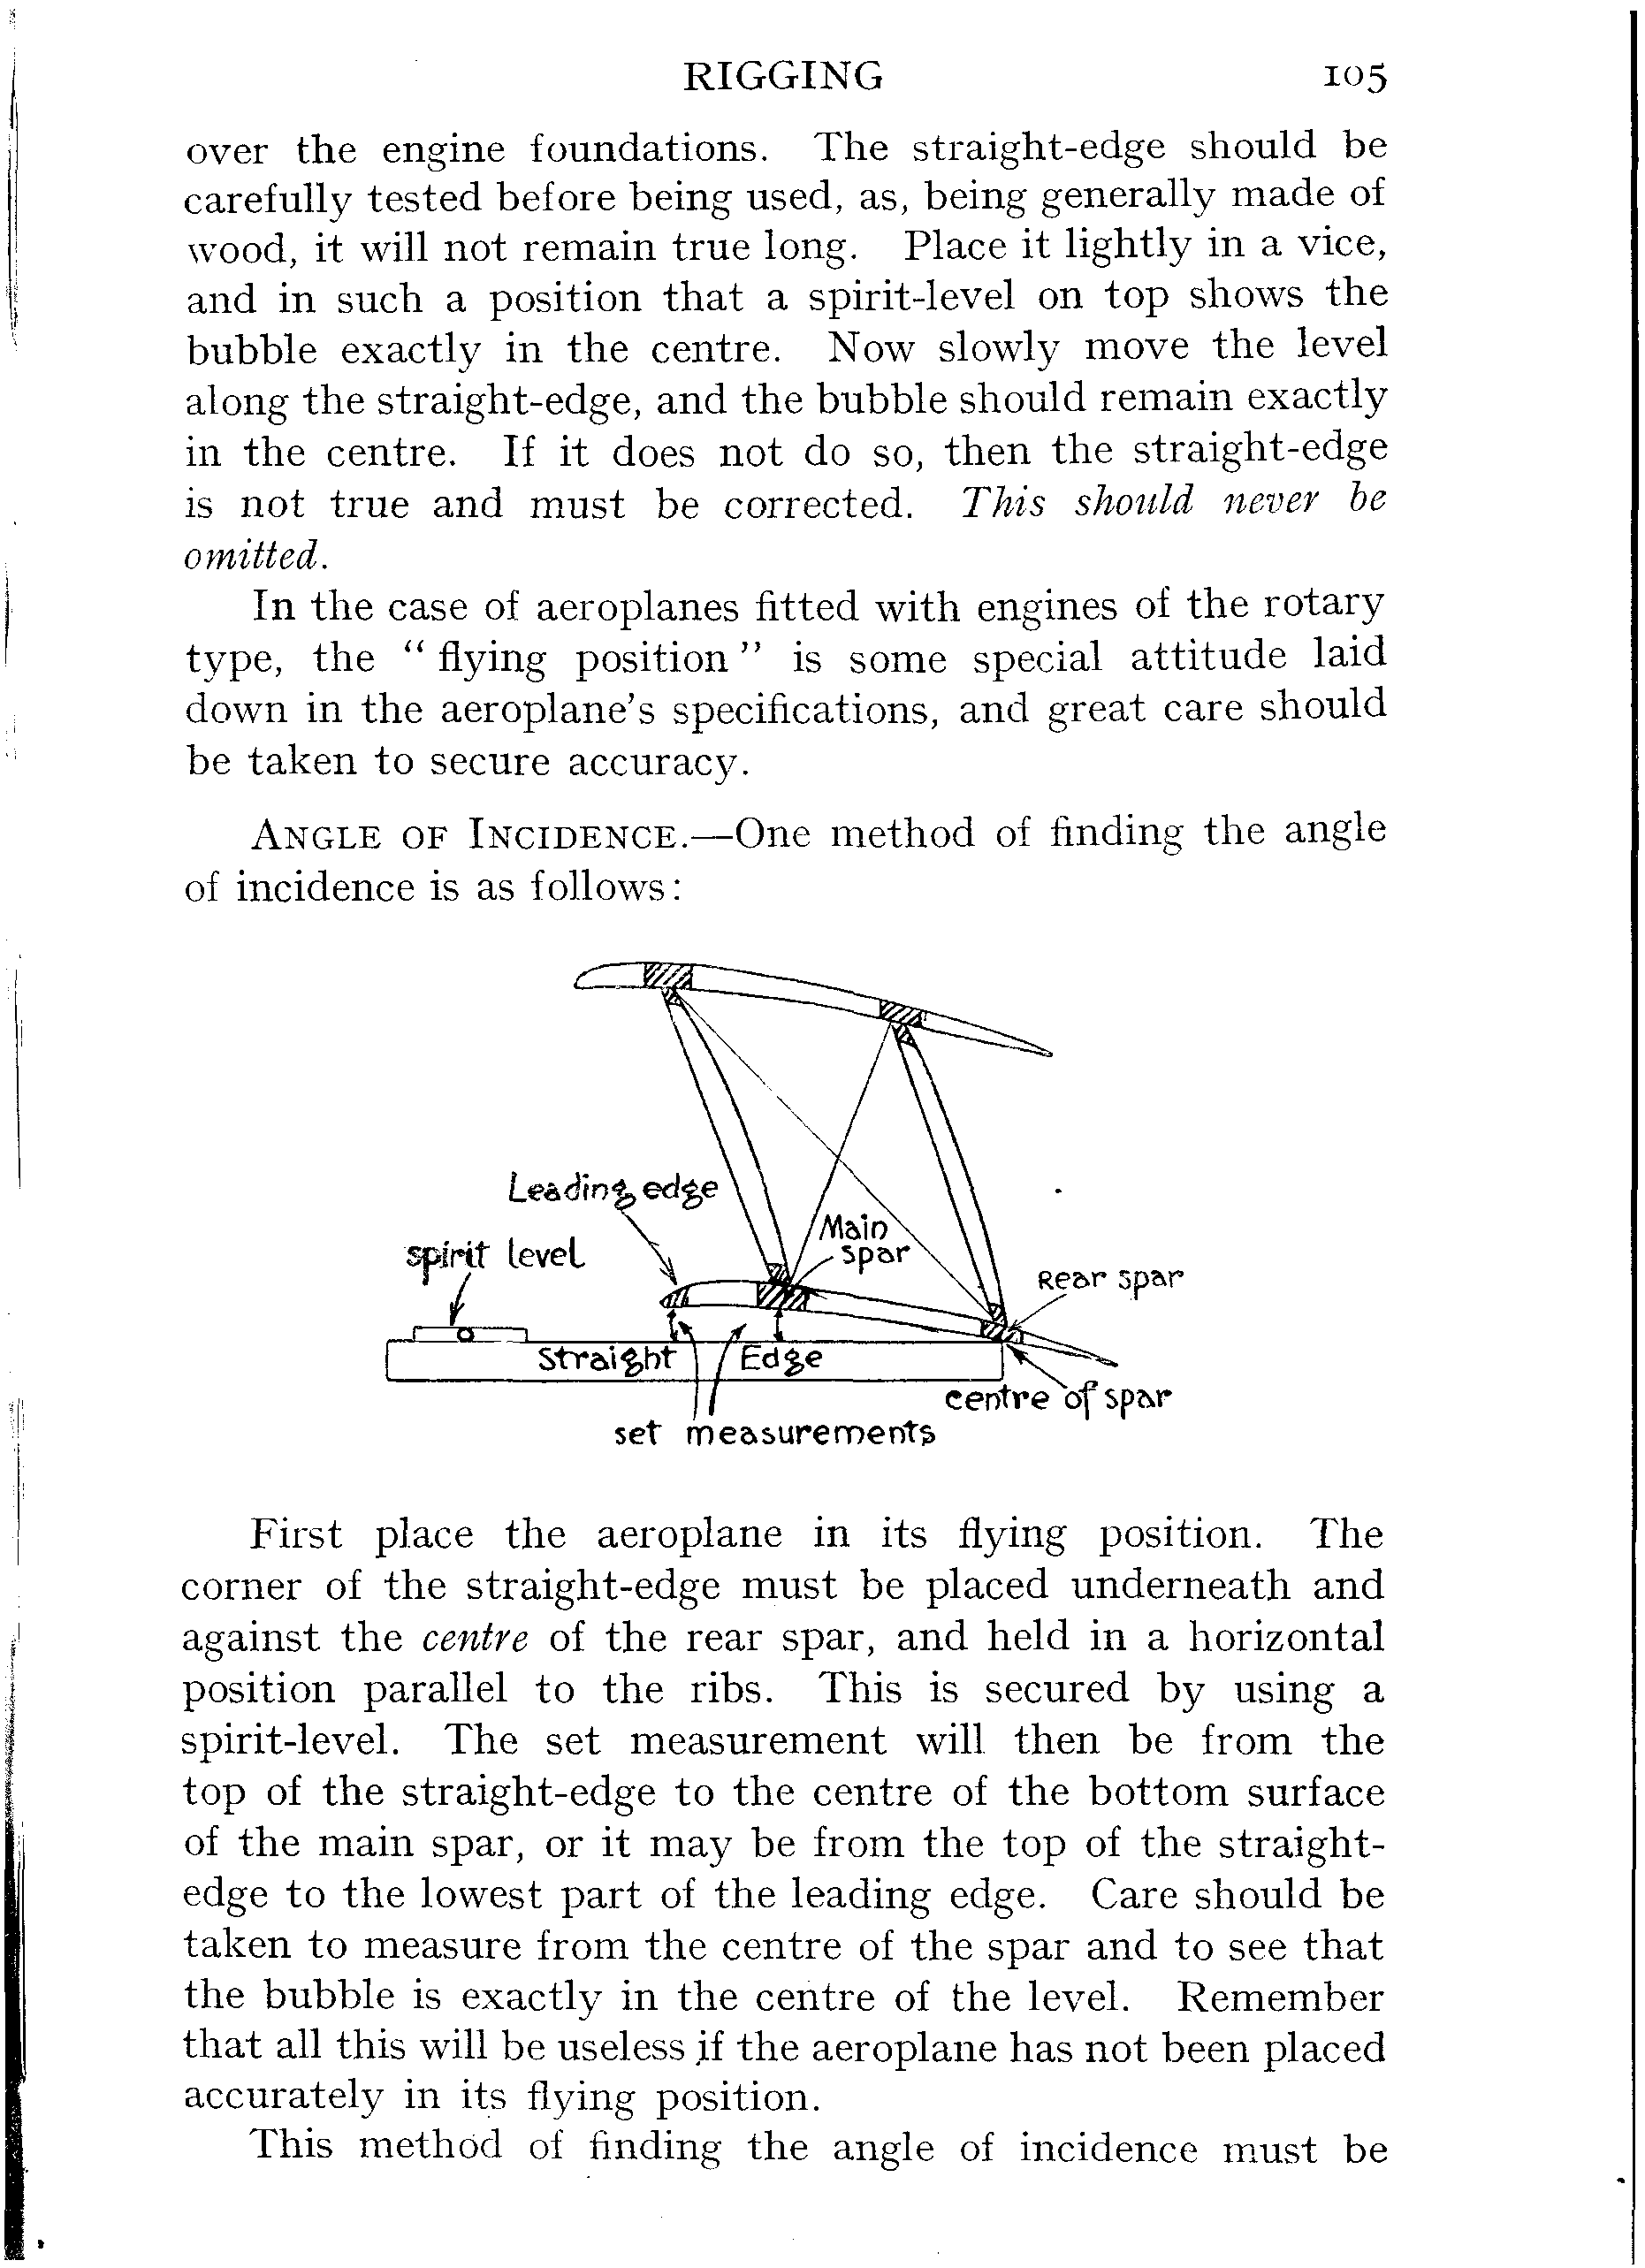 RIGGING 105
over the engine foundations. The straight-edge should be
carefully tested before being used, as, being generally made of
wood, it will not remain true long. Place it lightly in a vice,
and in such a position that a spirit-level on top shows the
bubble exactly in the centre. Now slowly move the level
along the straight-edge, and the bubble should remain exactly
in the centre. If it does not do so, then the straight-edge
is not true and must be corrected. This should never be
omitted.
In the case of aeroplanes fitted with engines of the rotary
type, the “ flying position ” is some special attitude laid
down in the aeroplane's specifications, and great care should
be taken to secure accuracy.
ANGLE OF INCIDENCE.—One method of finding the angle
of incidence is as follows:
Leading edge
Main
spar
spirit level
Rear spar
Straight Edge
centre of spar
set measurements
First place the aeroplane in its flying position. The
corner of the straight-edge must be placed underneath and
against the centre of the rear spar, and held in a horizontal
position parallel to the ribs. This is secured by using a
spirit-level. The set measurement will then be from the
top of the straight-edge to the centre of the bottom surface
of the main spar, or it may be from the top of the straight-
edge to the lowest part of the leading edge. Care should be
taken to measure from the centre of the spar and to see that
the bubble is exactly in the centre of the level. Remember
that all this will be useless if the aeroplane has not been placed
accurately in its flying position.
This method of finding the angle of incidence must be